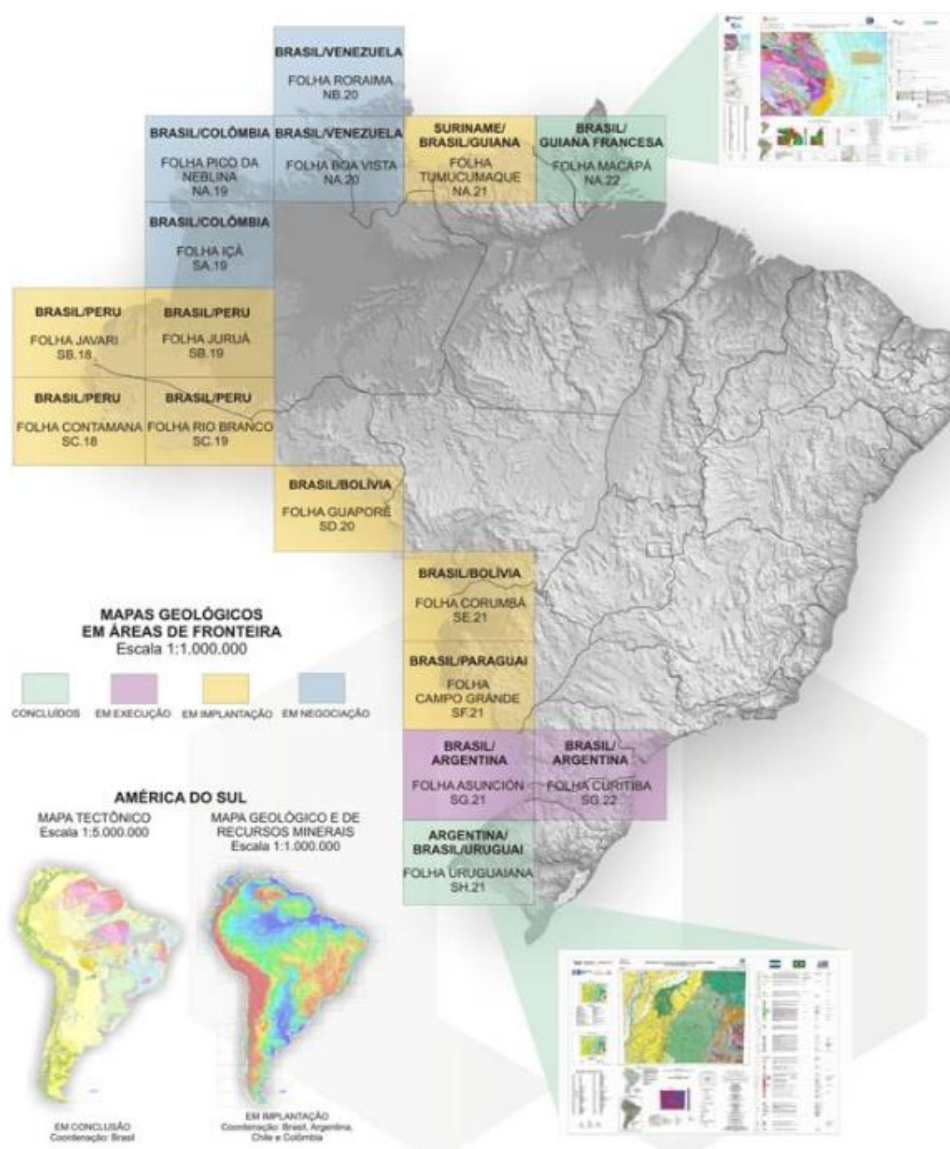 BRASIL/VENEZUELA
FOLHA RORAIMA
NB.20
BRASIL/COLÔMBIA
FOLHA PICO DA
NEBLINA
NA.19
BRASIL/VENEZUELA
FOLHA BOA VISTA
NA.20
SURINAME/
BRASIL/GUIANA
FOLHA
TUMUCUMAQUE
NA.21
BRASIL/
GUIANA FRANCESA
FOLHA MACAPÁ
NA.22
BRASIL/COLÔMBIA
FOLHA IÇÁ
SA.19
BRASIL/PERU
FOLHA JAVARI
SB.18
BRASIL/PERU
FOLHA JURUÁ
SB.19
BRASIL/PERU
FOLHA CONTAMANA
SC.18
BRASIL/PERU
FOLHA RIO BRANCO
SC.19
BRASIL/BOLÍVIA
FOLHA GUAPORÉ
SD.20
BRASIL/BOLÍVIA
FOLHA CORUMBÁ
SE.21
BRASIL/PARAGUAI
FOLHA
CAMPO GRANDE
SF.21
BRASIL/
ARGENTINA
FOLHA ASUNCIÓN
SG.21
BRASIL/
ARGENTINA
FOLHA CURITIBA
SG.22
ARGENTINA/
BRASIL/URUGUAI
FOLHA URUGUAIANA
SH.21
MAPAS GEOLÓGICOS
EM ÁREAS DE FRONTEIRA
Escala 1:1.000.000
CONCLUÍDOS
EM EXECUÇÃO
EM IMPLANTAÇÃO
EM NEGOCIAÇÃO
AMÉRICA DO SUL
MAPA TECTÔNICO
Escala 1:5.000.000
MAPA GEOLÓGICO E DE
RECURSOS MINERAIS
Escala 1:1.000.000
EM CONCLUSÃO
Coordenação: Brasil
EM IMPLANTAÇÃO
Coordenação: Brasil, Argentina,
Chile e Colômbia